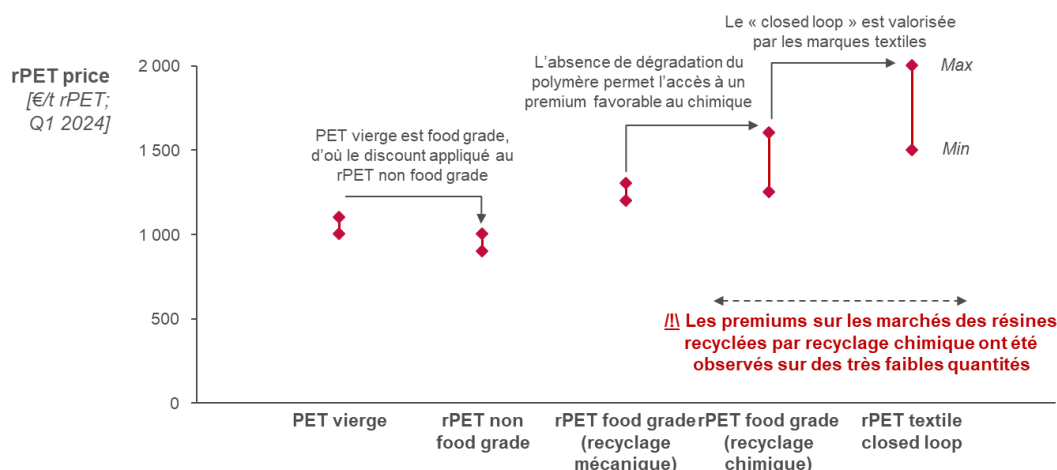 Le « closed loop » est valorisée
par les marques textiles
rPET price
[€/t rPET;
Q1 2024]
L’absence de dégradation du
polymère permet l’accès à un
premium favorable au chimique
PET vierge est food grade,
d’où le discount appliqué au
rPET non food grade
Max
Min
2 000
1 500
1 000
500
0
/!\ Les premiums sur les marchés des résines
recyclées par recyclage chimique ont été
observés sur des très faibles quantités
PET vierge
rPET non
food grade
rPET food grade
(recyclage
mécanique)
rPET food grade
(recyclage
chimique)
rPET textile
closed loop